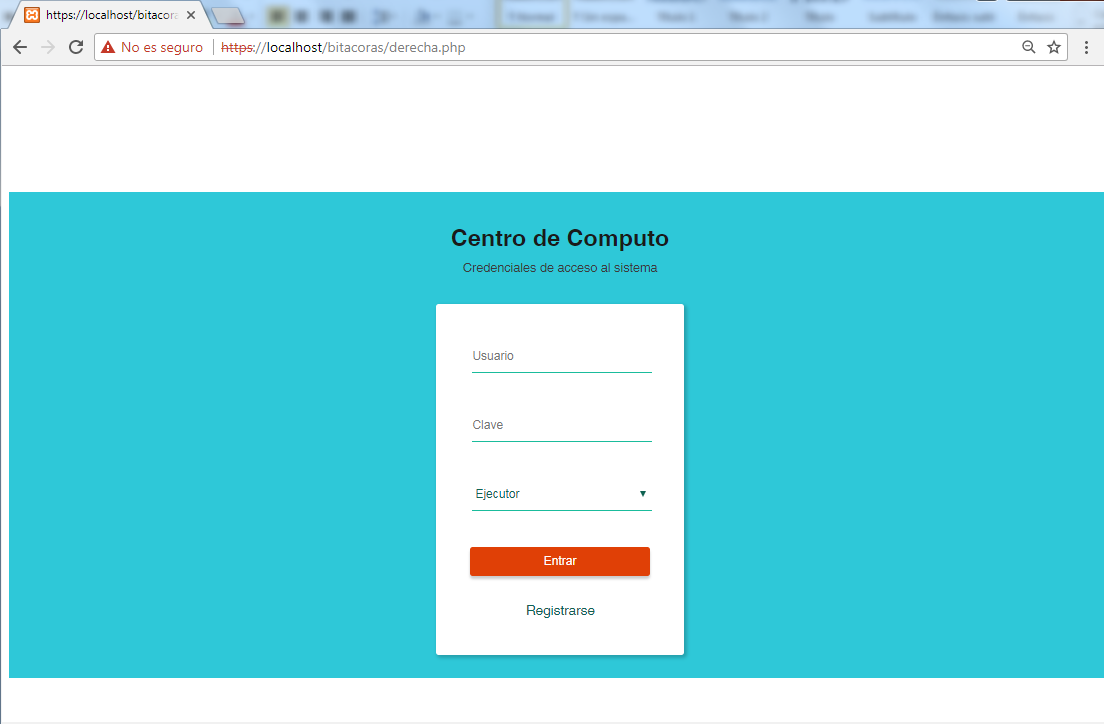 https://localhost/bitacora
No es seguro https://localhost/bitacoras/derecha.php
Centro de Computo
Credenciales de acceso al sistema
Usuario
Clave
Ejecutor
Entrar
Registrarse